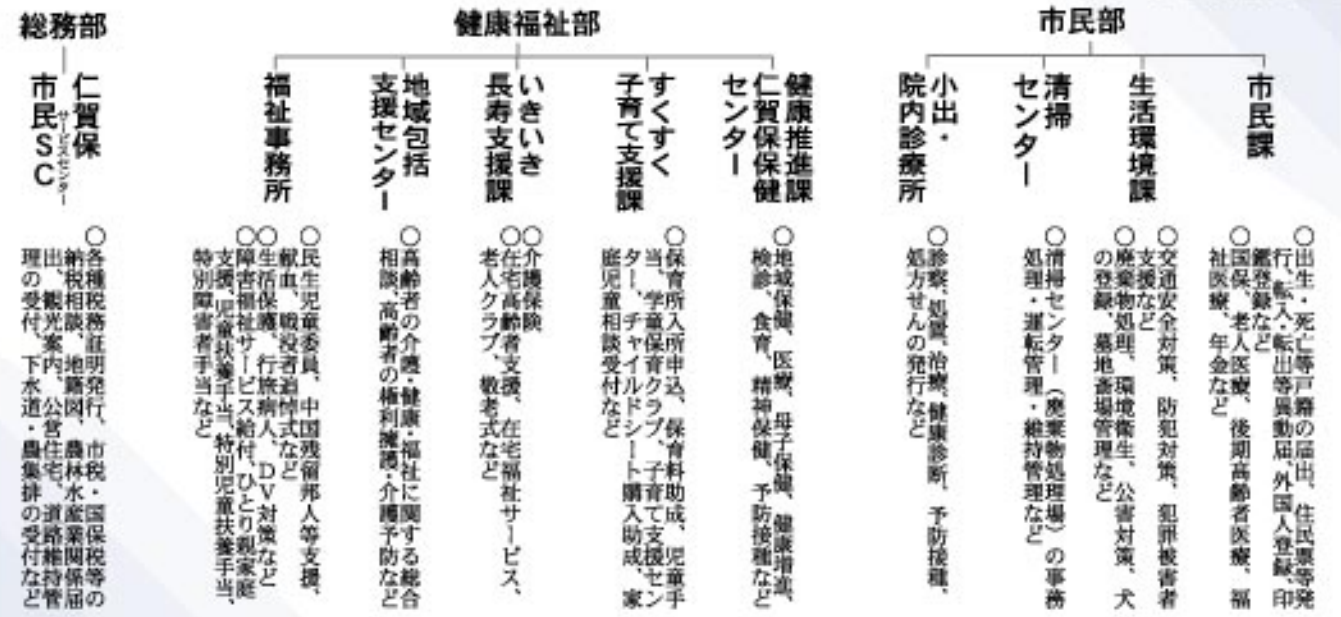 市民部
市民課
○出生・死亡等戸籍の届出、住民票等発
行、転入・転出等異動届、外国人登録、印
鑑登録など
○国保、老人医療、後期高齢者医療、福
祉医療、年金など
生活環境課
○交通安全対策、防犯対策、犯罪被害者
支援など
○廃棄物処理、環境衛生、公害対策、犬
の登録、墓地斎場管理など
清掃
センター
○清掃センター（廃棄物処理場）の事務
処理・運転管理・維持管理など
小出・
院内診療所
○診察、処置、治療、健康診断、予防接種、
処方せんの発行など
健康福祉部
健康推進課
仁賀保保健
センター
○地域保健、医療、母子保健、健康増進、
検診、食育、精神保健、予防接種など
すくすく
子育て支援課
○保育所入所申込、保育料助成、児童手
当、学童保育クラブ、子育て支援セン
ター、チャイルドシート購入助成、家
庭児童相談受付など
いきいき
長寿支援課
○介護保険
○在宅高齢者支援、在宅福祉サービス、
老人クラブ、敬老式など
地域包括
支援センター
○高齢者の介護・健康・福祉に関する総合
相談、高齢者の権利擁護・介護予防など
福祉事務所
○民生児童委員、中国残留邦人等支援、
献血、戦役者追悼式など
○生活保護、行旅病人、DV対策など
○障害福祉サービス給付、ひとり親家庭
支援、児童扶養手当、特別児童扶養手当、
特別障害者手当など
総務部
仁賀保
市民SC
サービスセンター
○各種税務証明発行、市税・国保税等の
納税相談、地籍図、農林水産業関係届
出、観光案内、公営住宅、道路維持管
理の受付、下水道・農集排の受付など